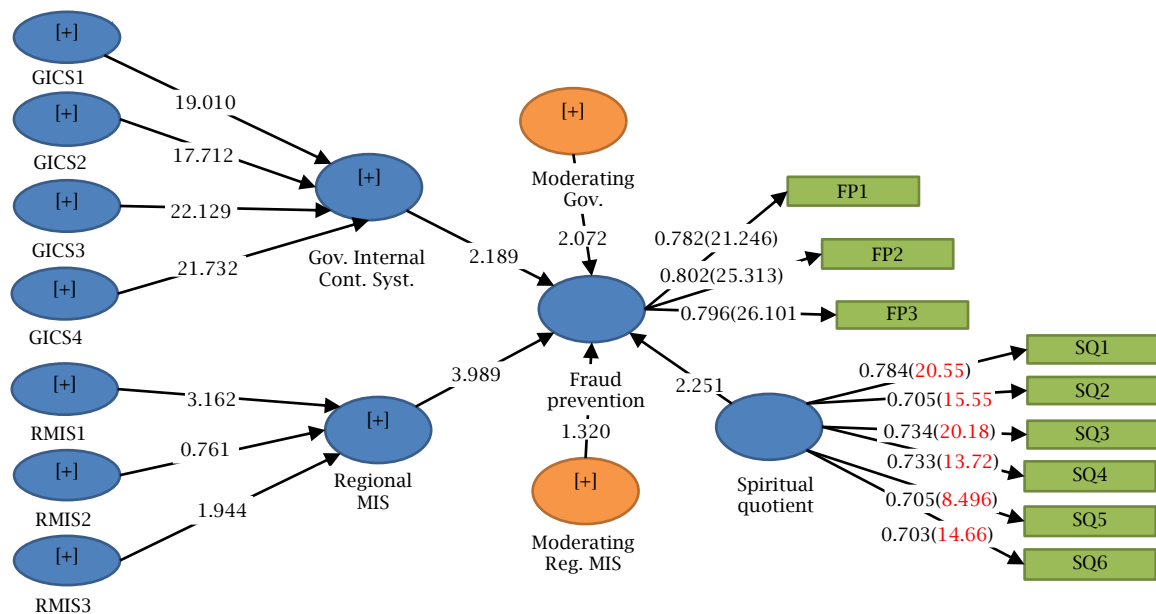 [+]
GICS1
19.010
[+]
GICS2
17.712
[+]
GICS3
22.129
[+]
GICS4
21.732
[+]
Gov. Internal
Cont. Syst.
2.189
[+]
Moderating
Gov.
2.072
[+]
RMIS1
3.162
[+]
RMIS2
0.761
[+]
RMIS3
1.944
[+]
Regional
MIS
3.989
Fraud
prevention
1.320
[+]
Moderating
Reg. MIS
0.782(21.246)
FP1
0.802(25.313)
FP2
0.796(26.101
FP3
2.251
Spiritual
quotient
0.784(20.55)
SQ1
0.705(15.55
SQ2
0.734(20.18)
SQ3
0.733(13.72)
SQ4
0.705(8.496)
SQ5
0.703(14.66)
SQ6